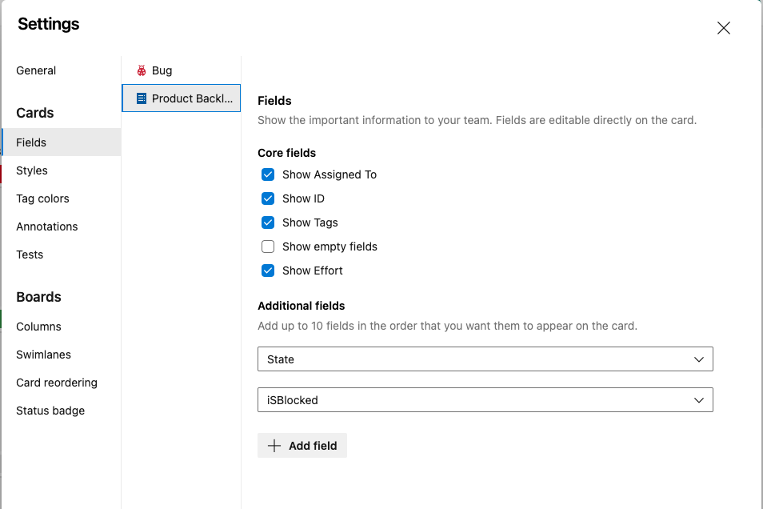 Settings
General
Cards
Fields
Styles
Tag colors
Annotations
Tests
Boards
Columns
Swimlanes
Card reordering
Status badge
Bug
Product Backl...
Fields
Show the important information to your team. Fields are editable directly on the card.
Core fields
Show Assigned To
Show ID
Show Tags
Show empty fields
Show Effort
Additional fields
Add up to 10 fields in the order that you want them to appear on the card.
State
iSBlocked
Add field